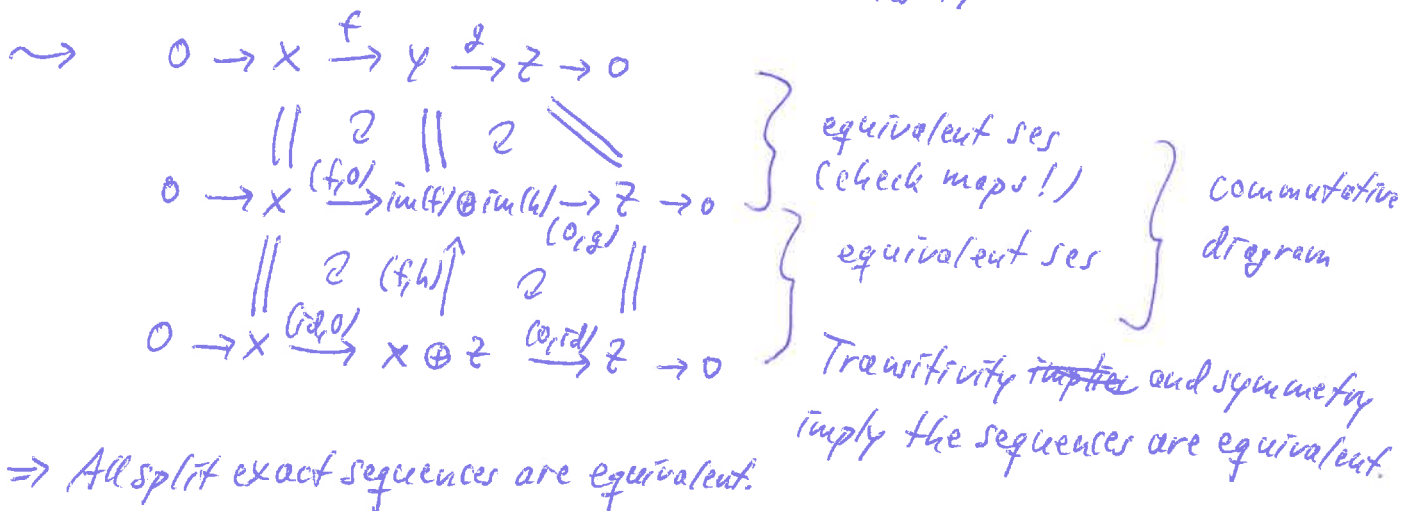 ⇝ 0 → X →^f Y →^g Z → 0
|| ↻ || ↻ \\
equivalent ses
(check maps!)
0 → X →^(f,0) im(f) ⊕ im(h) →_(0,g) Z → 0
commutative
diagram
|| ↻ (f,h) ↑ ↻ ||
equivalent ses
0 → X →^(id,0) X ⊕ Z →^(0,id) Z → 0
Transitivity and symmetry
imply the sequences are equivalent.
⇒ All split exact sequences are equivalent.